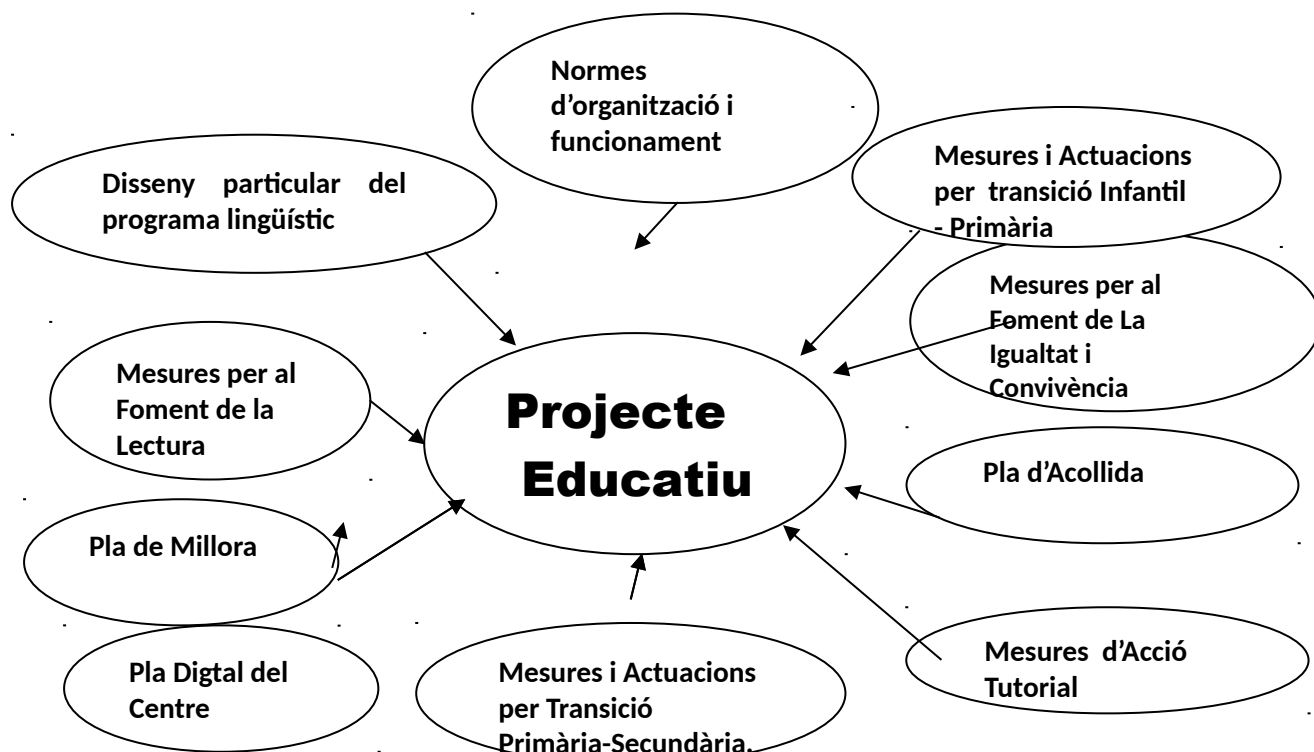 Normes
d’organització i
funcionament
Mesures i Actuacions
per transició Infantil
- Primària
Disseny particular del
programa lingüístic
Mesures per al
Foment de La
Igualtat i
Convivència
Mesures per al
Foment de la
Lectura
Projecte
Educatiu
Pla d’Acollida
Pla de Millora
Mesures d’Acció
Tutorial
Pla Digtal del
Centre
Mesures i Actuacions
per Transició
Primària-Secundària.